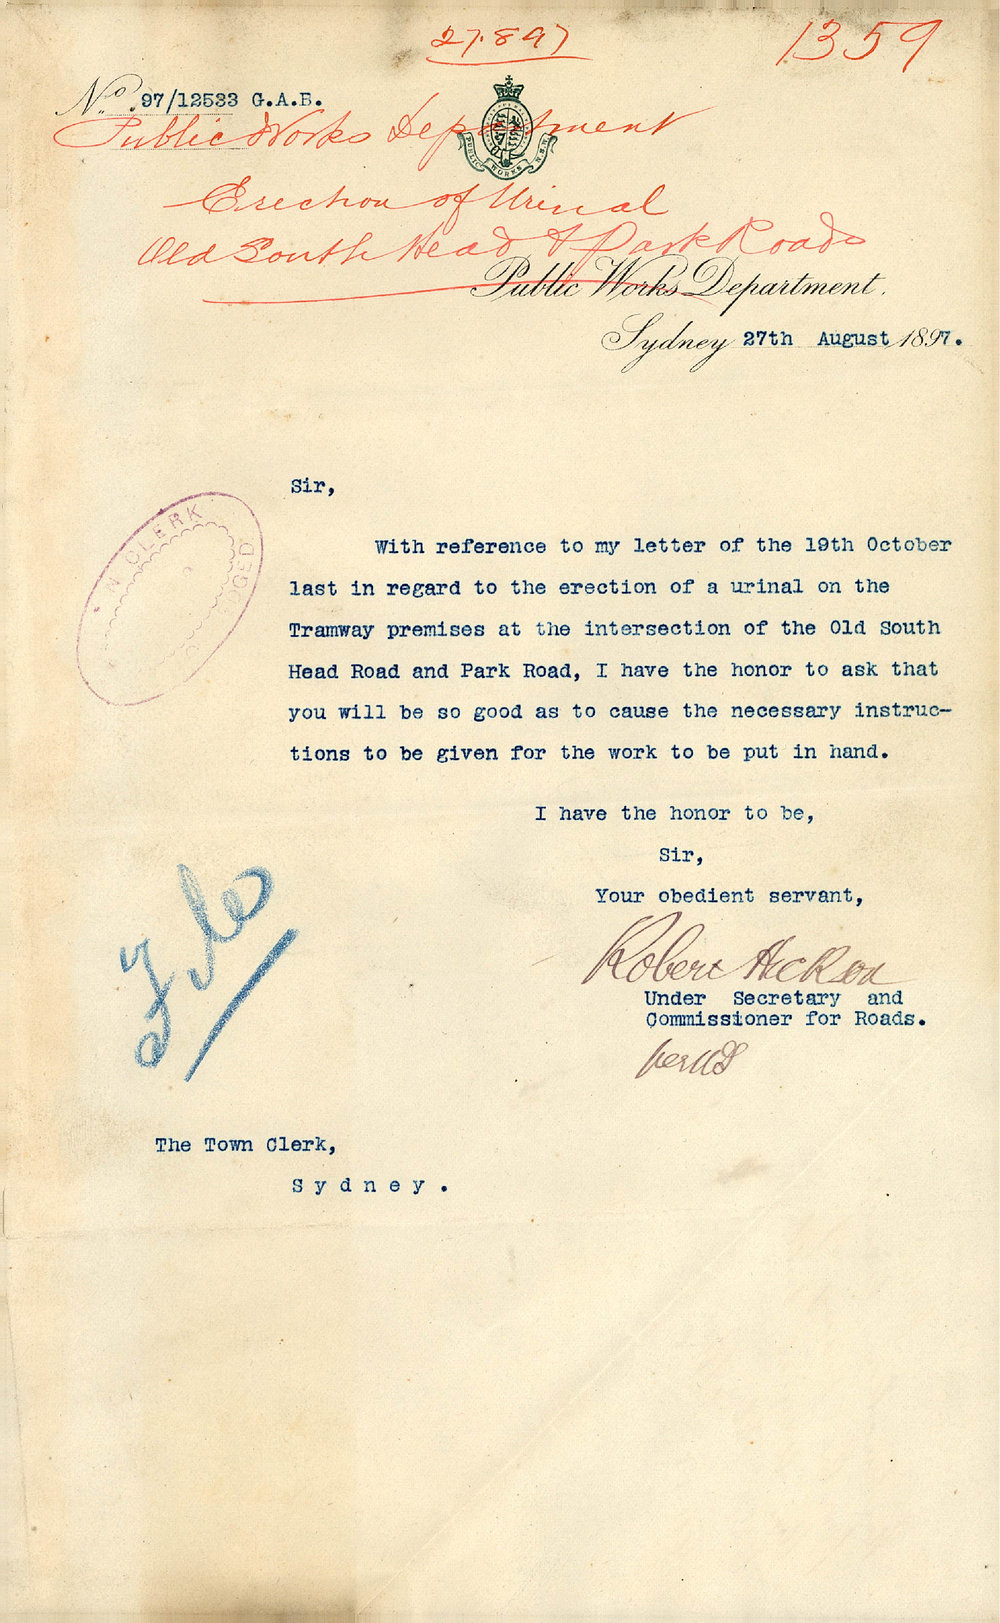 27.8.97
1359
No. 97/12533 G.A.B.
Public Works Department
PUBLIC WORKS N.S.W.
Erection of Urinal
Old South Head & Park Roads
Public Works Department.
Sydney 27th August 1897.
Sir,
N CLERK
With reference to my letter of the 19th October
last in regard to the erection of a urinal on the
Tramway premises at the intersection of the Old South
Head Road and Park Road, I have the honor to ask that
you will be so good as to cause the necessary instruc-
tions to be given for the work to be put in hand.
I have the honor to be,
Sir,
Your obedient servant,
File
Robert Hickson
Under Secretary and
Commissioner for Roads.
The Town Clerk,
Sydney.